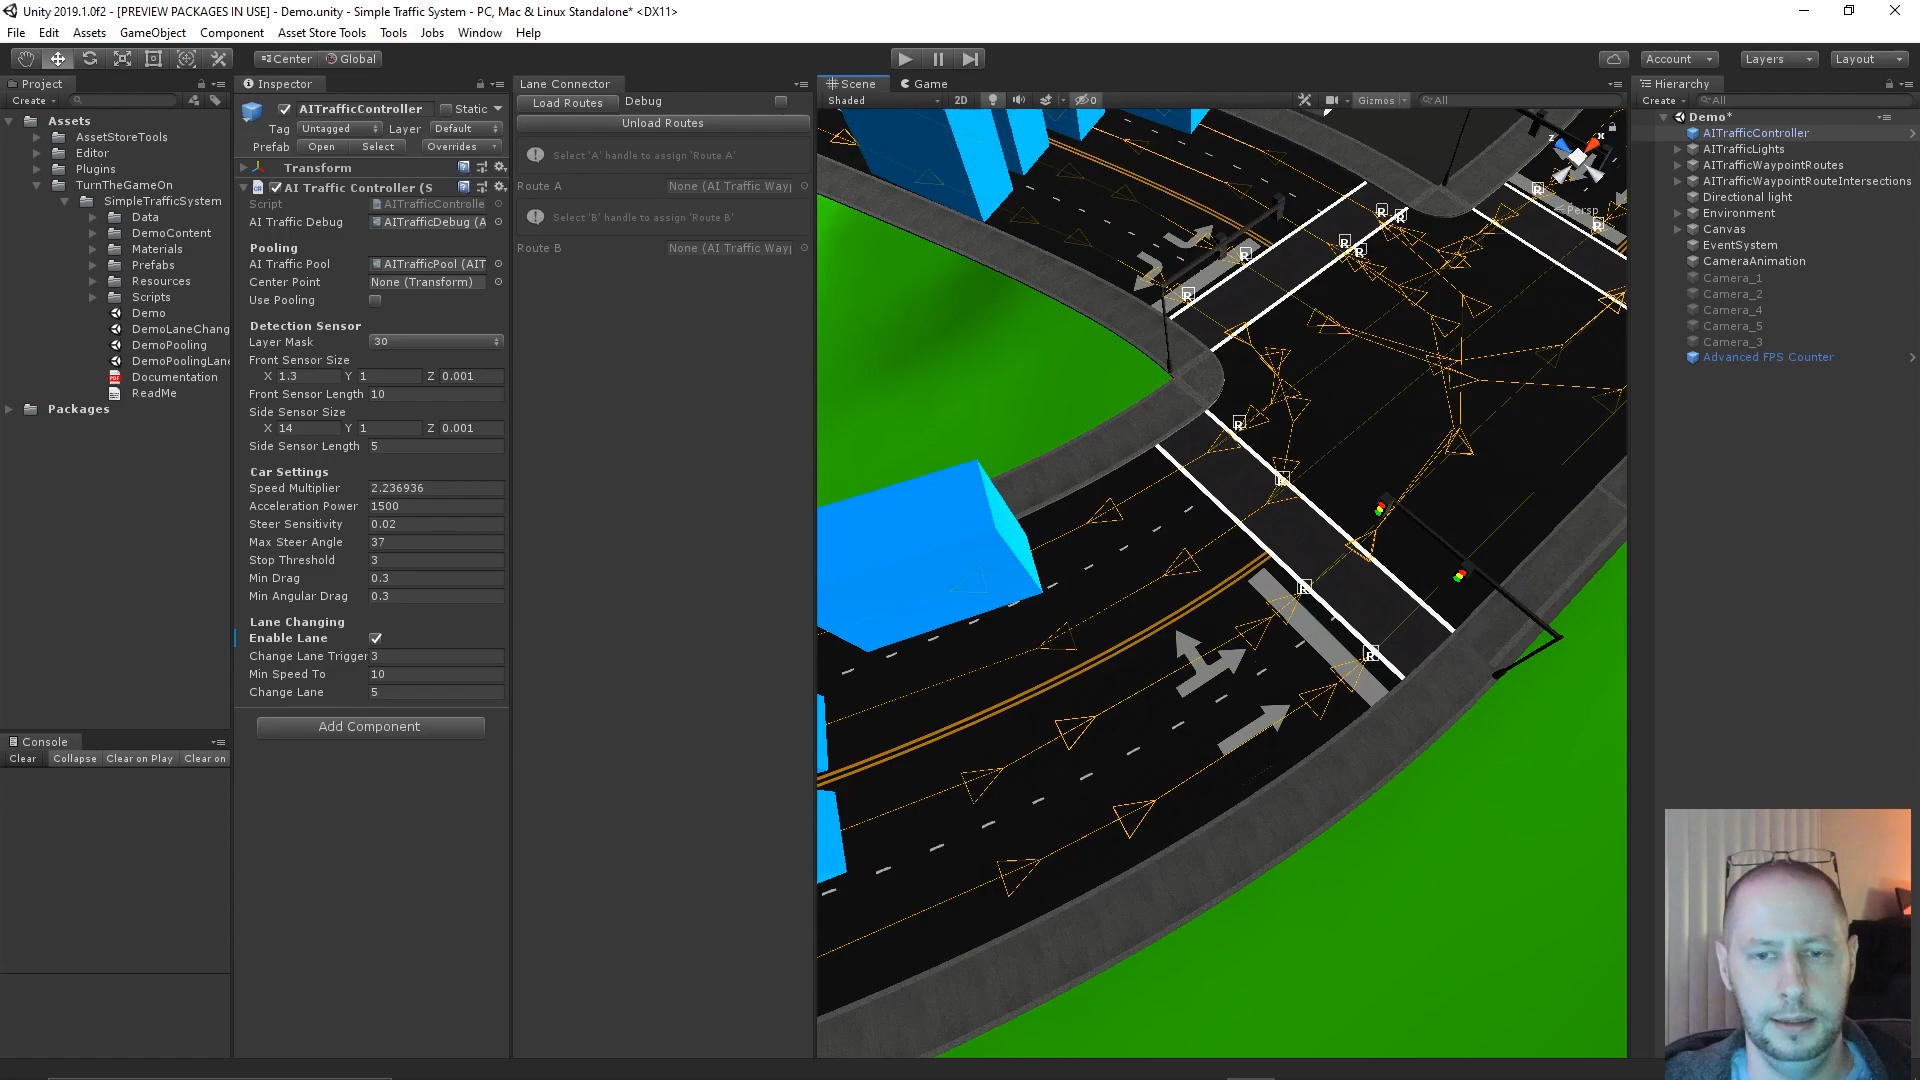 Unity 2019.1.0f2 - [PREVIEW PACKAGES IN USE] - Demo.unity - Simple Traffic System - PC, Mac & Linux Standalone* <DX11>
File Edit Assets GameObject Component Asset Store Tools Tools Jobs Window Help
Center Global Account Layers Layout
Project
Create
Assets
AssetStoreTools
Editor
Plugins
TurnTheGameOn
SimpleTrafficSystem
Data
DemoContent
Materials
Prefabs
Resources
Scripts
Demo
DemoLaneChang
DemoPooling
DemoPoolingLane
Documentation
ReadMe
Packages
Console
Clear Collapse Clear on Play Clear on
Inspector
AITrafficController Static
Tag Untagged Layer Default
Prefab Open Select Overrides
Transform
AI Traffic Controller (S
Script AITrafficControlle
AI Traffic Debug AITrafficDebug (A
Pooling
AI Traffic Pool AITrafficPool (AIT
Center Point None (Transform)
Use Pooling
Detection Sensor
Layer Mask 30
Front Sensor Size
X 1.3 Y 1 Z 0.001
Front Sensor Length 10
Side Sensor Size
X 14 Y 1 Z 0.001
Side Sensor Length 5
Car Settings
Speed Multiplier 2.236936
Acceleration Power 1500
Steer Sensitivity 0.02
Max Steer Angle 37
Stop Threshold 3
Min Drag 0.3
Min Angular Drag 0.3
Lane Changing
Enable Lane
Change Lane Trigger 3
Min Speed To 10
Change Lane 5
Add Component
Lane Connector
Load Routes Debug
Unload Routes
Select 'A' handle to assign 'Route A'
Route A None (AI Traffic Way
Select 'B' handle to assign 'Route B'
Route B None (AI Traffic Way
Scene Game
Shaded 2D 0 Gizmos All
z x
Persp
R
R
R
R
R
R
R
R
R
R
R
R
Hierarchy
Create All
Demo*
AITrafficController
AITrafficLights
AITrafficWaypointRoutes
AITrafficWaypointRouteIntersections
Directional light
Environment
Canvas
EventSystem
CameraAnimation
Camera_1
Camera_2
Camera_4
Camera_5
Camera_3
Advanced FPS Counter